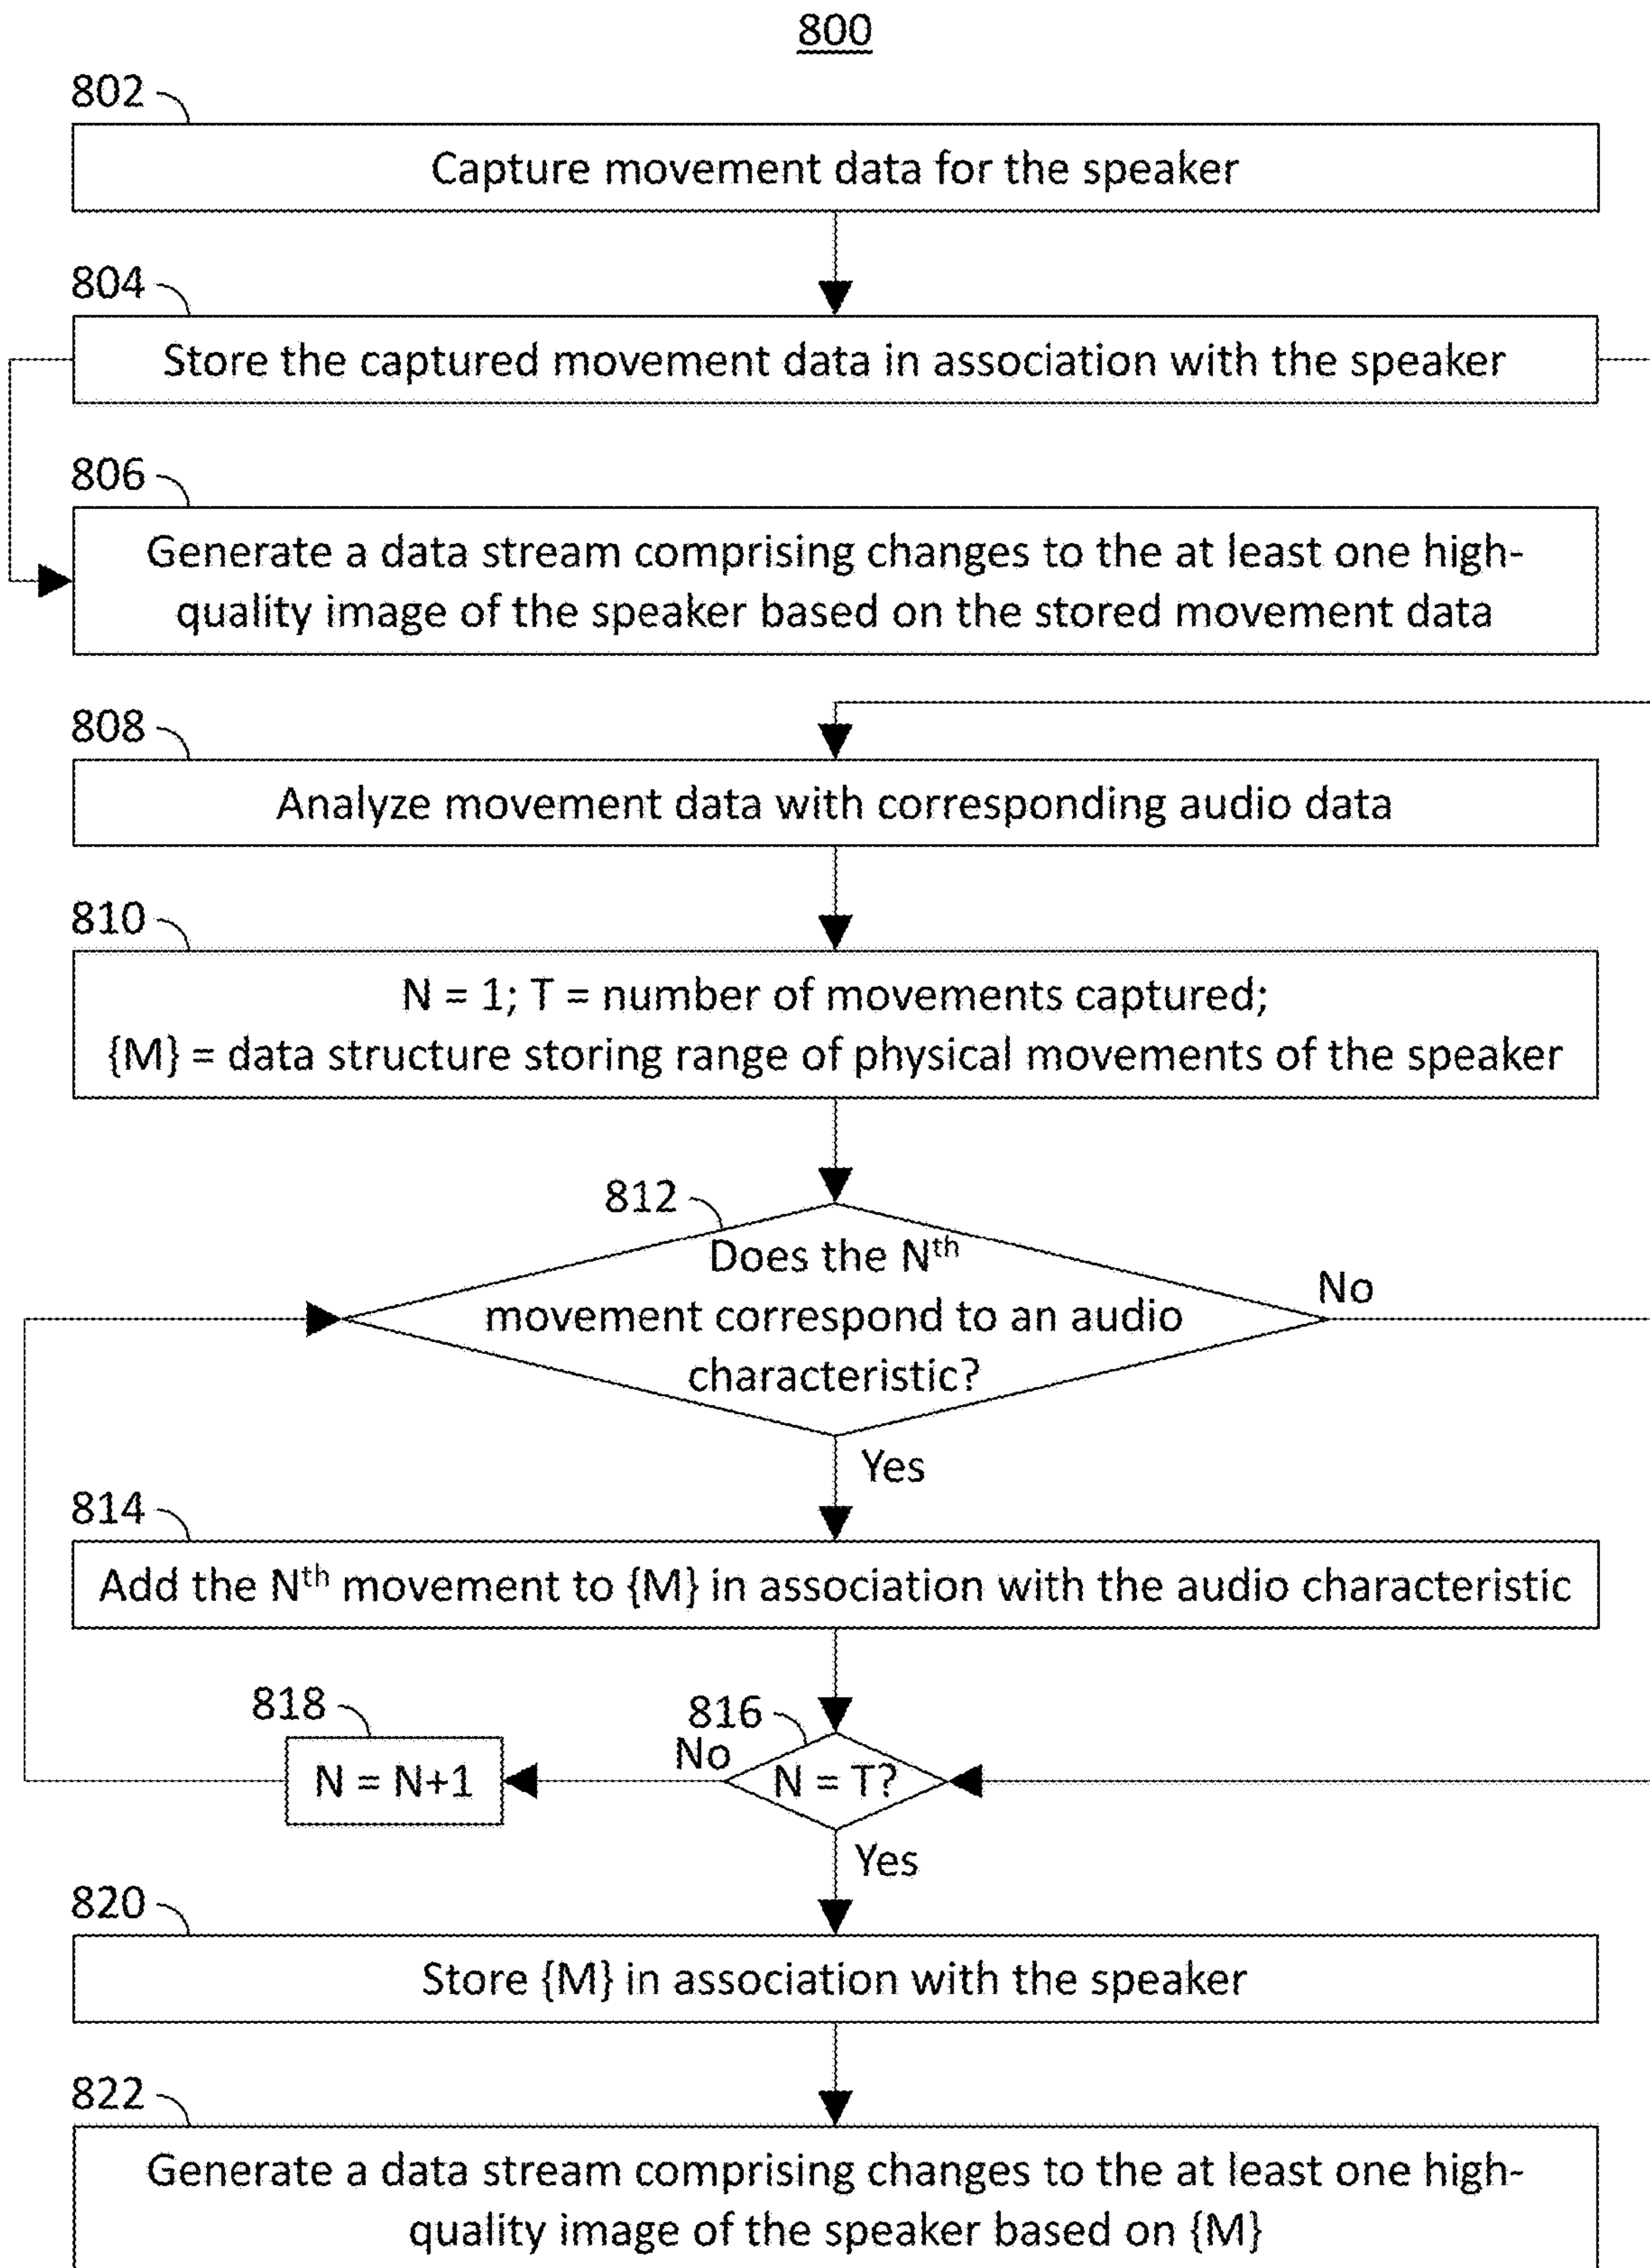 800
802
Capture movement data for the speaker
804
Store the captured movement data in association with the speaker
806
Generate a data stream comprising changes to the at least one high-
quality image of the speaker based on the stored movement data
808
Analyze movement data with corresponding audio data
810
N = 1; T = number of movements captured;
{M} = data structure storing range of physical movements of the speaker
812
Does the Nth
movement correspond to an audio
characteristic?
No
Yes
814
Add the Nth movement to {M} in association with the audio characteristic
816
N = T?
No
818
N = N+1
Yes
820
Store {M} in association with the speaker
822
Generate a data stream comprising changes to the at least one high-
quality image of the speaker based on {M}